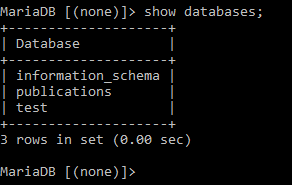 MariaDB [(none)]> show databases;
+--------------------+
| Database           |
+--------------------+
| information_schema |
| publications       |
| test               |
+--------------------+
3 rows in set (0.00 sec)
MariaDB [(none)]>